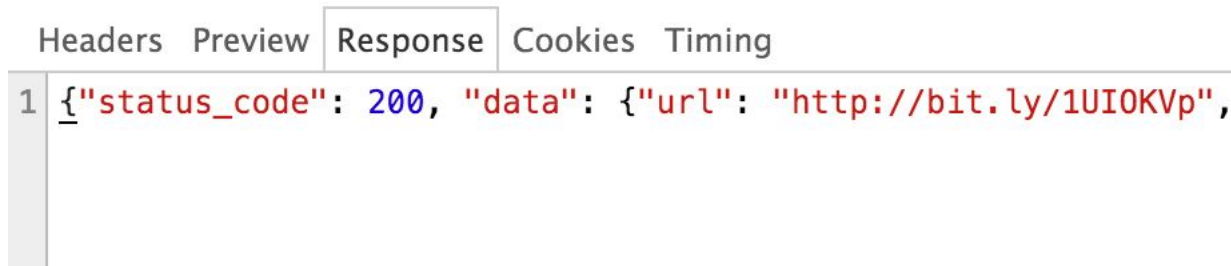 Headers Preview Response Cookies Timing
1 {"status_code": 200, "data": {"url": "http://bit.ly/1UIOKVp",